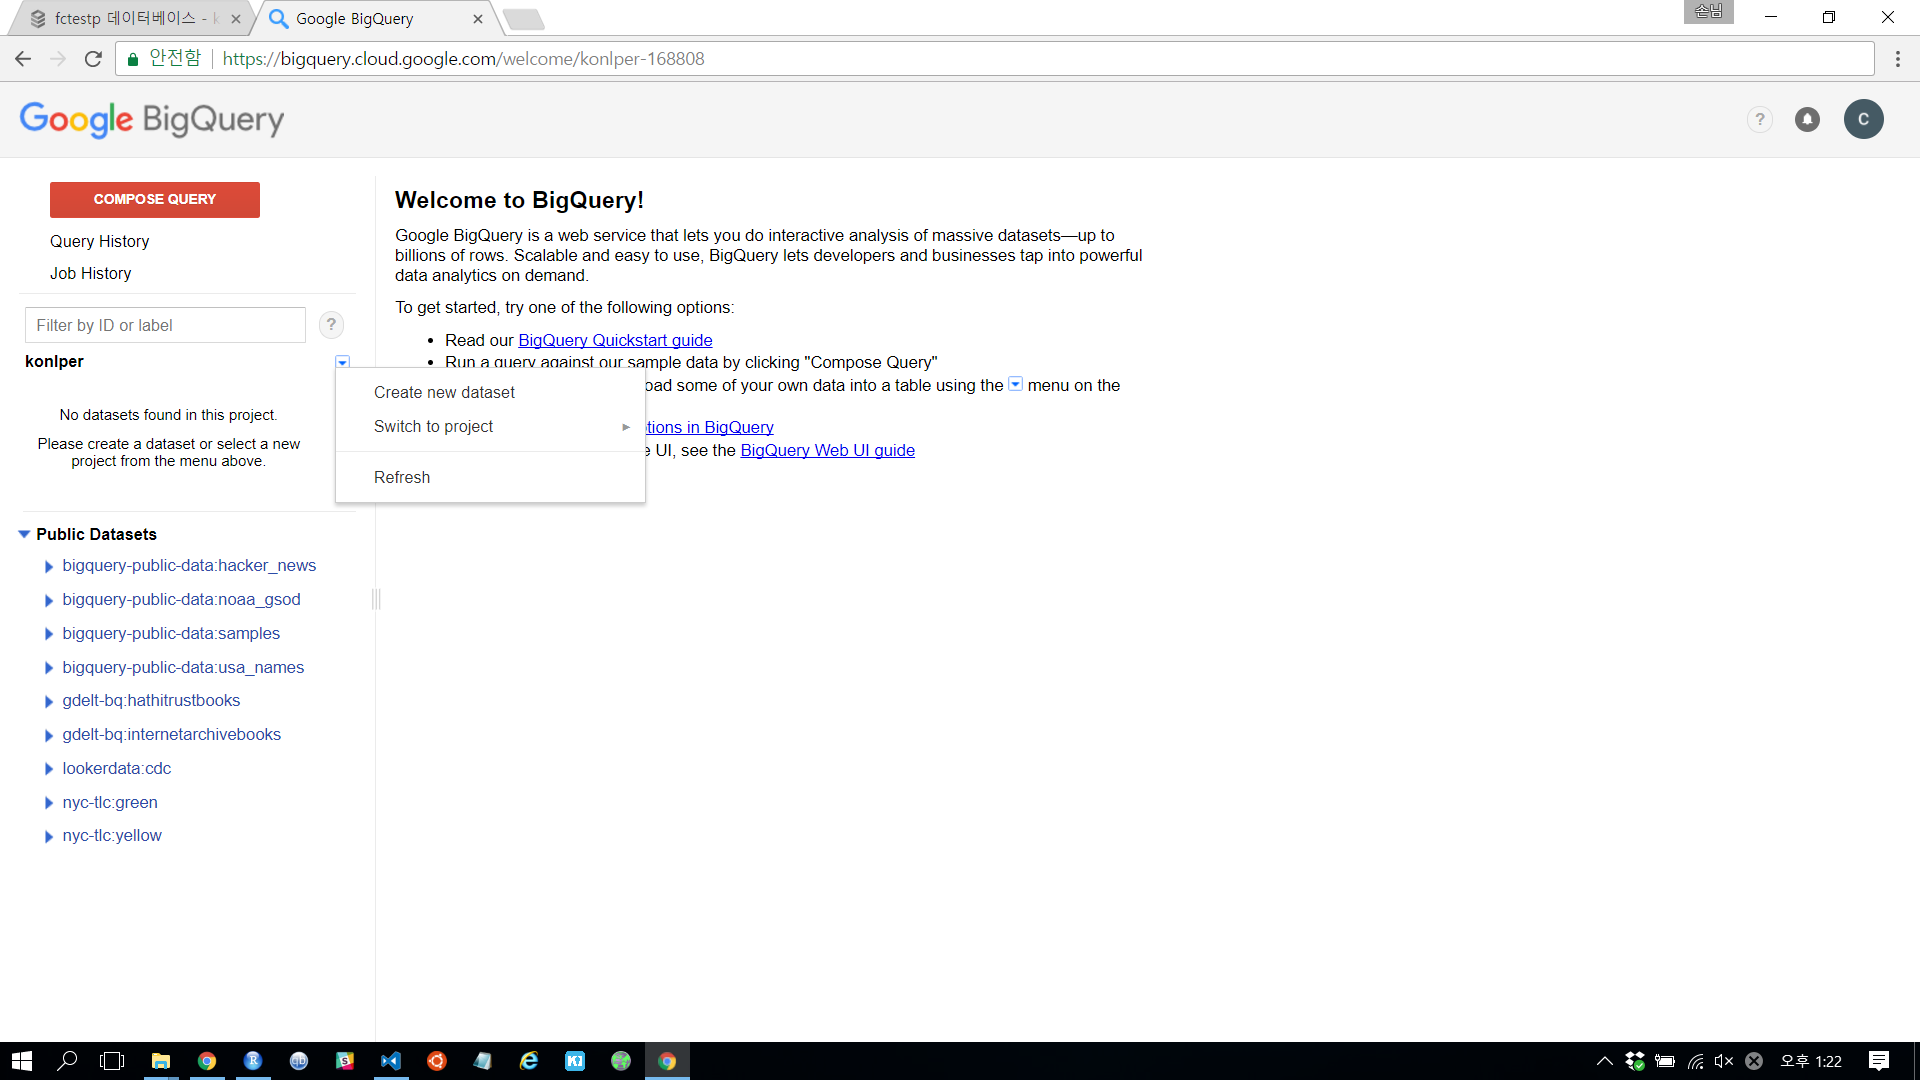 fctestp 데이터베이스 -
Google BigQuery
손님
안전함
https://bigquery.cloud.google.com/welcome/konlper-168808
Google BigQuery
?
C
COMPOSE QUERY
Query History
Job History
Filter by ID or label
?
konlper
No datasets found in this project.
Please create a dataset or select a new
project from the menu above.
Create new dataset
Switch to project
Refresh
Public Datasets
bigquery-public-data:hacker_news
bigquery-public-data:noaa_gsod
bigquery-public-data:samples
bigquery-public-data:usa_names
gdelt-bq:hathitrustbooks
gdelt-bq:internetarchivebooks
lookerdata:cdc
nyc-tlc:green
nyc-tlc:yellow
Welcome to BigQuery!
Google BigQuery is a web service that lets you do interactive analysis of massive datasets—up to
billions of rows. Scalable and easy to use, BigQuery lets developers and businesses tap into powerful
data analytics on demand.
To get started, try one of the following options:
Read our BigQuery Quickstart guide
Run a query against our sample data by clicking "Compose Query"
oad some of your own data into a table using the menu on the
tions in BigQuery
e UI, see the BigQuery Web UI guide
오후 1:22